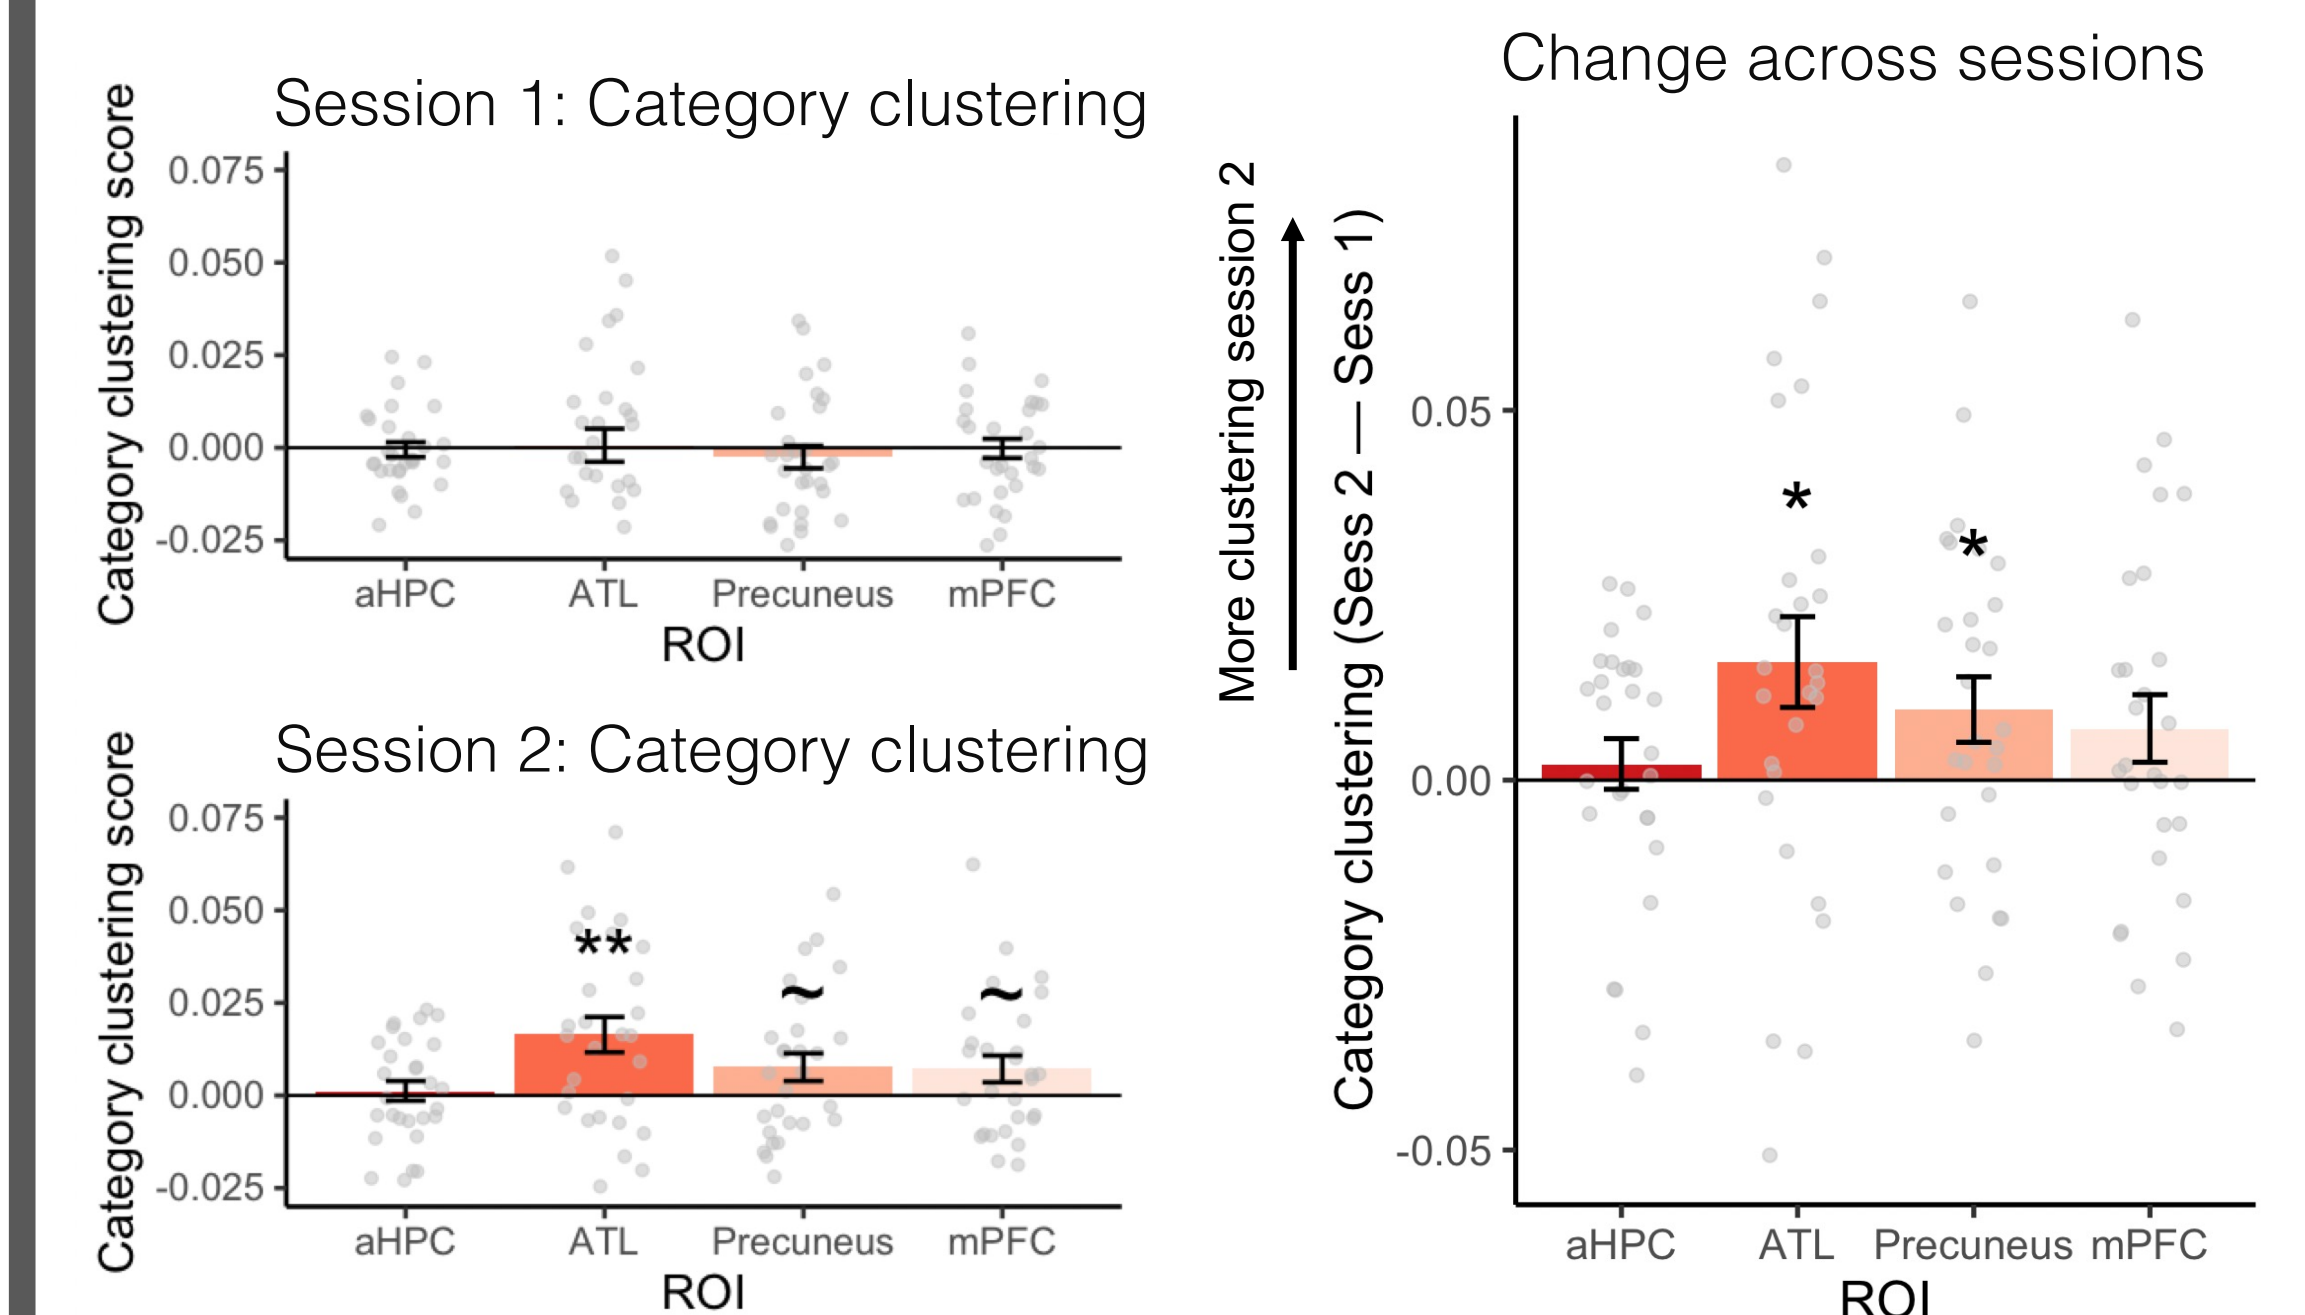 Session 1: Category clustering
Category clustering score
0.075
0.050
0.025
0.000
-0.025
aHPC ATL Precuneus mPFC
ROI
Session 2: Category clustering
Category clustering score
0.075
0.050
**
0.025
~ ~
0.000
-0.025
aHPC ATL Precuneus mPFC
ROI
Change across sessions
More clustering session 2
Category clustering (Sess 2 — Sess 1)
0.05
*
*
0.00
-0.05
aHPC ATL Precuneus mPFC
ROI